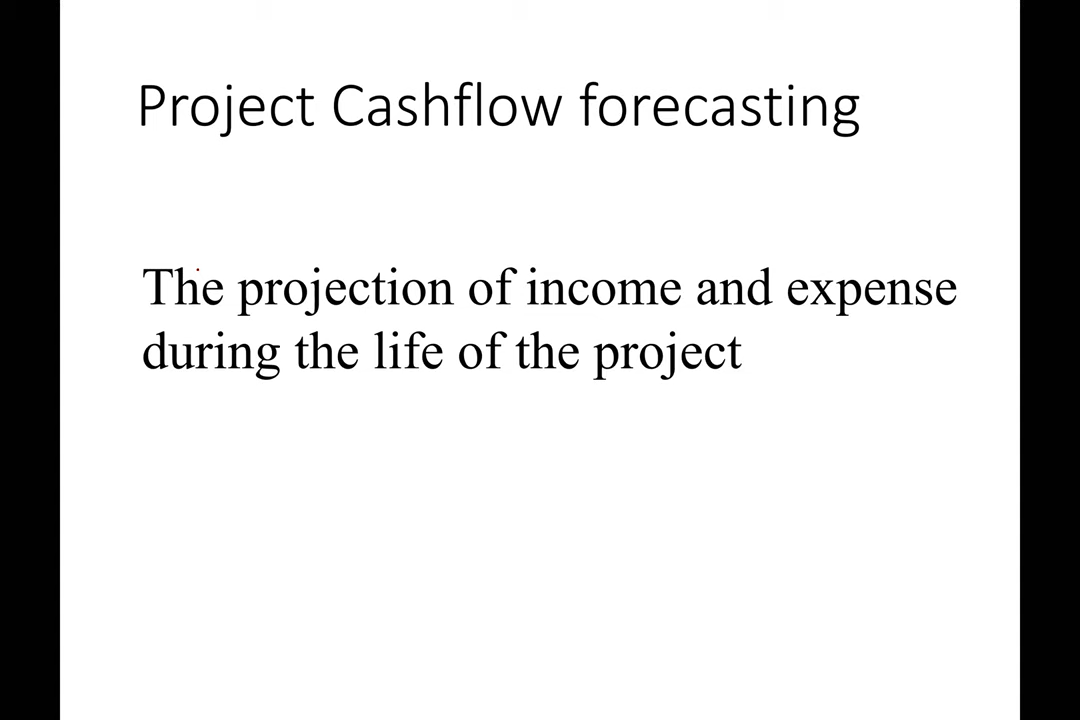 Project Cashflow forecasting
The projection of income and expense
during the life of the project